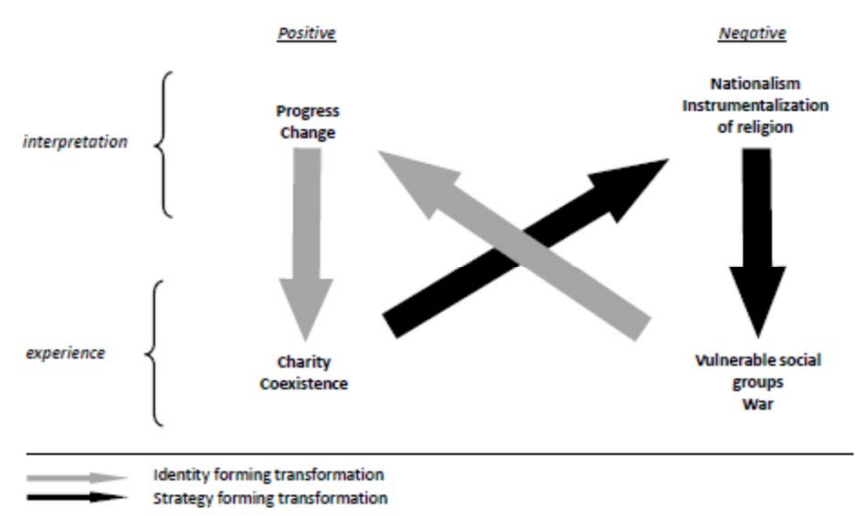 Positive
Negative
Nationalism
Instrumentalization
of religion
Progress
Change
interpretation
experience
Charity
Coexistence
Vulnerable social
groups
War
Identity forming transformation
Strategy forming transformation